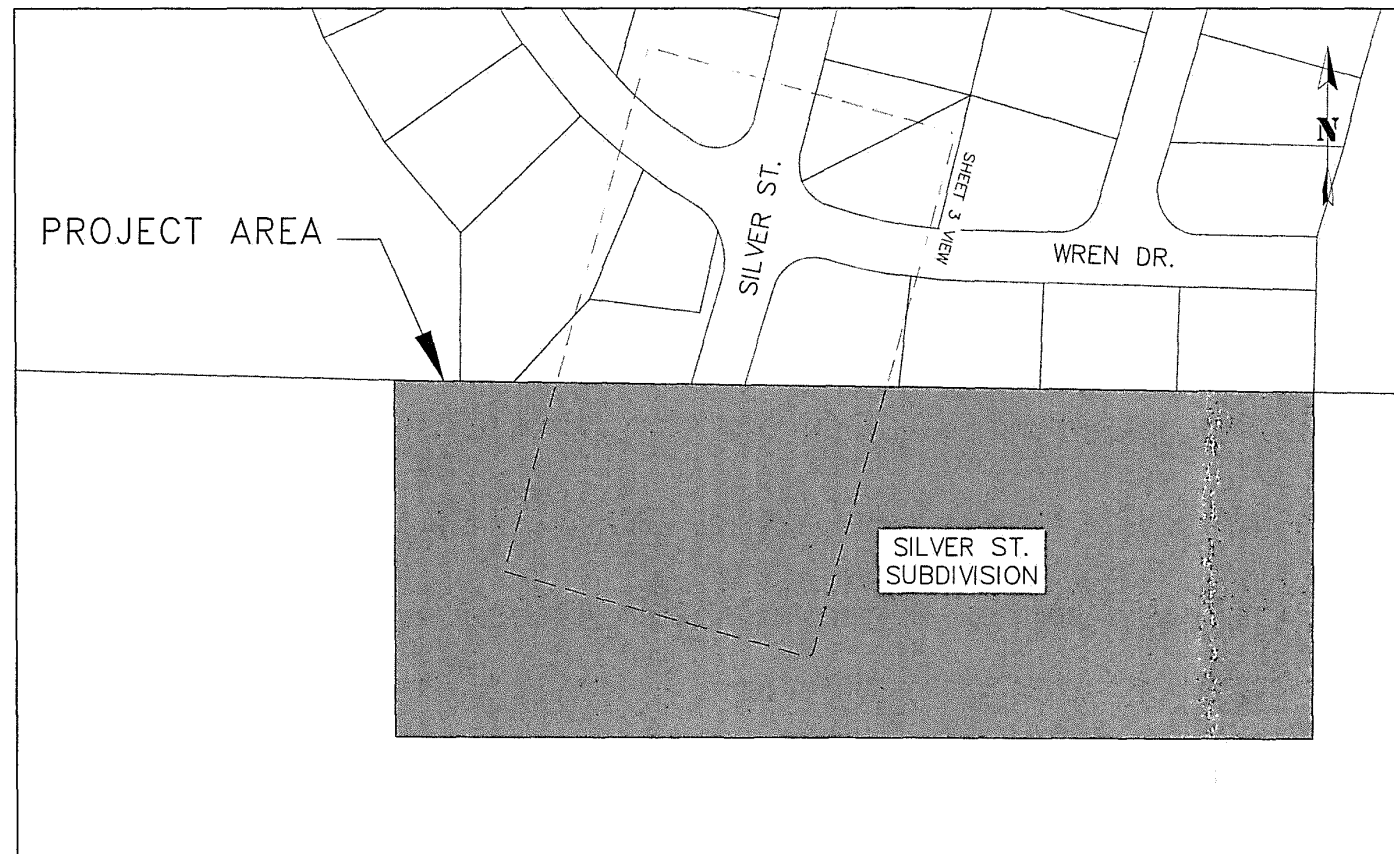 N
SHEET 3 VIEW
SILVER ST.
PROJECT AREA
WREN DR.
SILVER ST.
SUBDIVISION